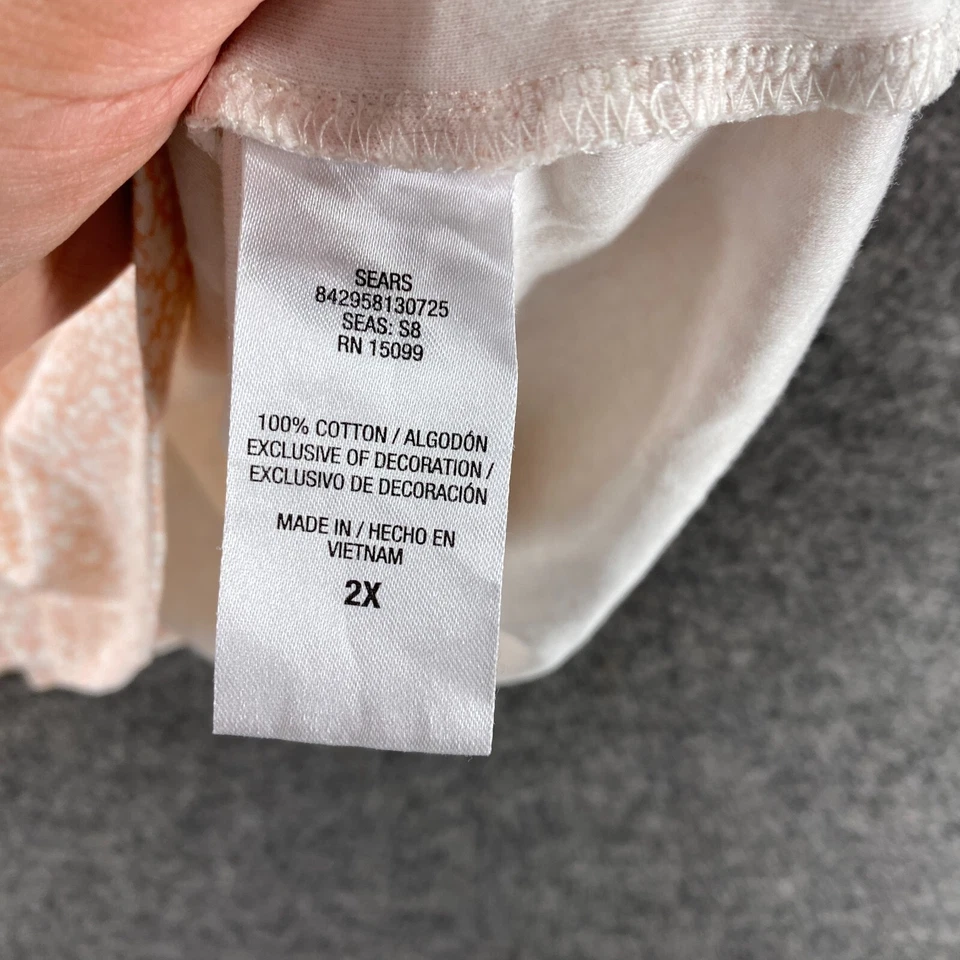 SEARS
842958130725
SEAS: S8
RN 15099
100% COTTON / ALGODÓN
EXCLUSIVE OF DECORATION /
EXCLUSIVO DE DECORACIÓN
MADE IN / HECHO EN
VIETNAM
2X